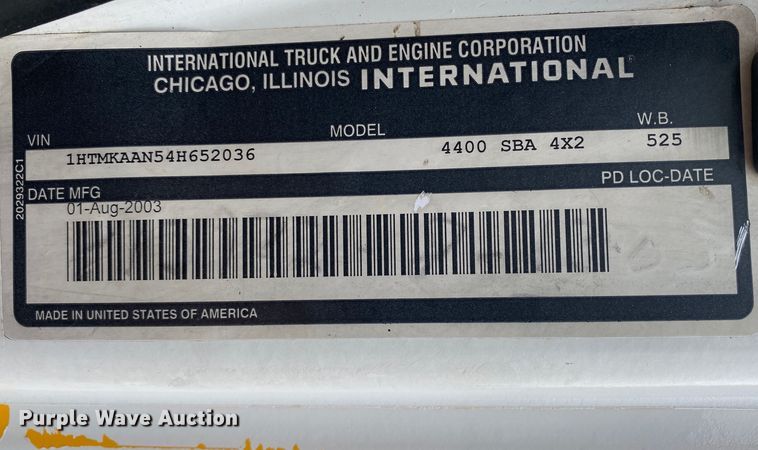 INTERNATIONAL TRUCK AND ENGINE CORPORATION
CHICAGO, ILLINOIS INTERNATIONAL
VIN MODEL W.B.
1HTMKAAN54H652036 4400 SBA 4X2 525
DATE MFG PD LOC-DATE
01-Aug-2003
MADE IN UNITED STATES OF AMERICA
2029322C1
Purple Wave Auction